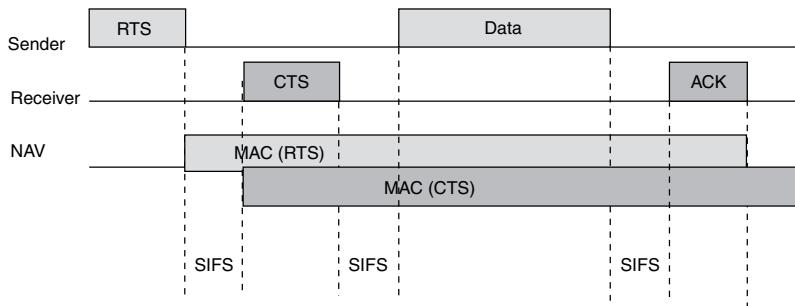 RTS
Data
Sender
CTS
ACK
Receiver
NAV
MAC (RTS)
MAC (CTS)
SIFS
SIFS
SIFS